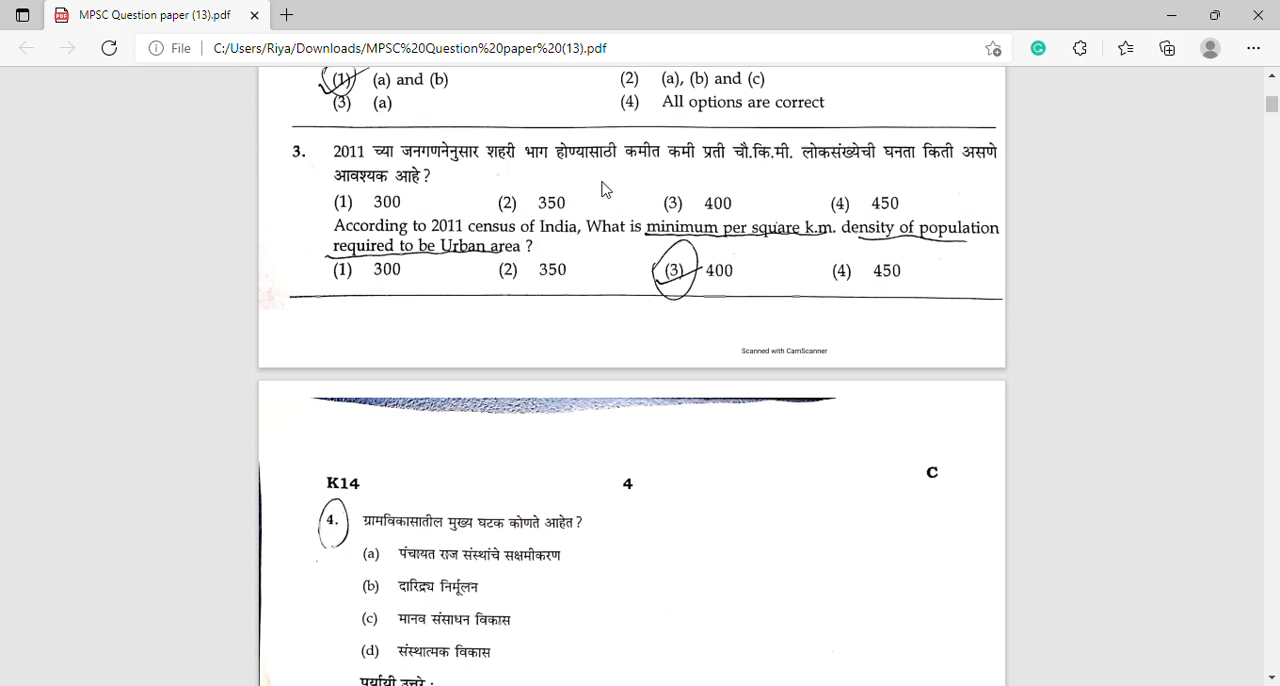 MPSC Question paper (13).pdf
File C:/Users/Riya/Downloads/MPSC%20Question%20paper%20(13).pdf
(1) (a) and (b) (2) (a), (b) and (c)
(3) (a) (4) All options are correct
3. 2011 च्या जनगणनेनुसार शहरी भाग होण्यासाठी कमीत कमी प्रती चौ.कि.मी. लोकसंख्येची घनता किती असणे
आवश्यक आहे ?
(1) 300 (2) 350 (3) 400 (4) 450
According to 2011 census of India, What is minimum per square k.m. density of population
required to be Urban area ?
(1) 300 (2) 350 (3) 400 (4) 450
Scanned with CamScanner
K14 4 C
4. ग्रामविकासातील मुख्य घटक कोणते आहेत ?
(a) पंचायत राज संस्थांचे सक्षमीकरण
(b) दारिद्र्य निर्मूलन
(c) मानव संसाधन विकास
(d) संस्थात्मक विकास
पर्यायी उत्तरे :